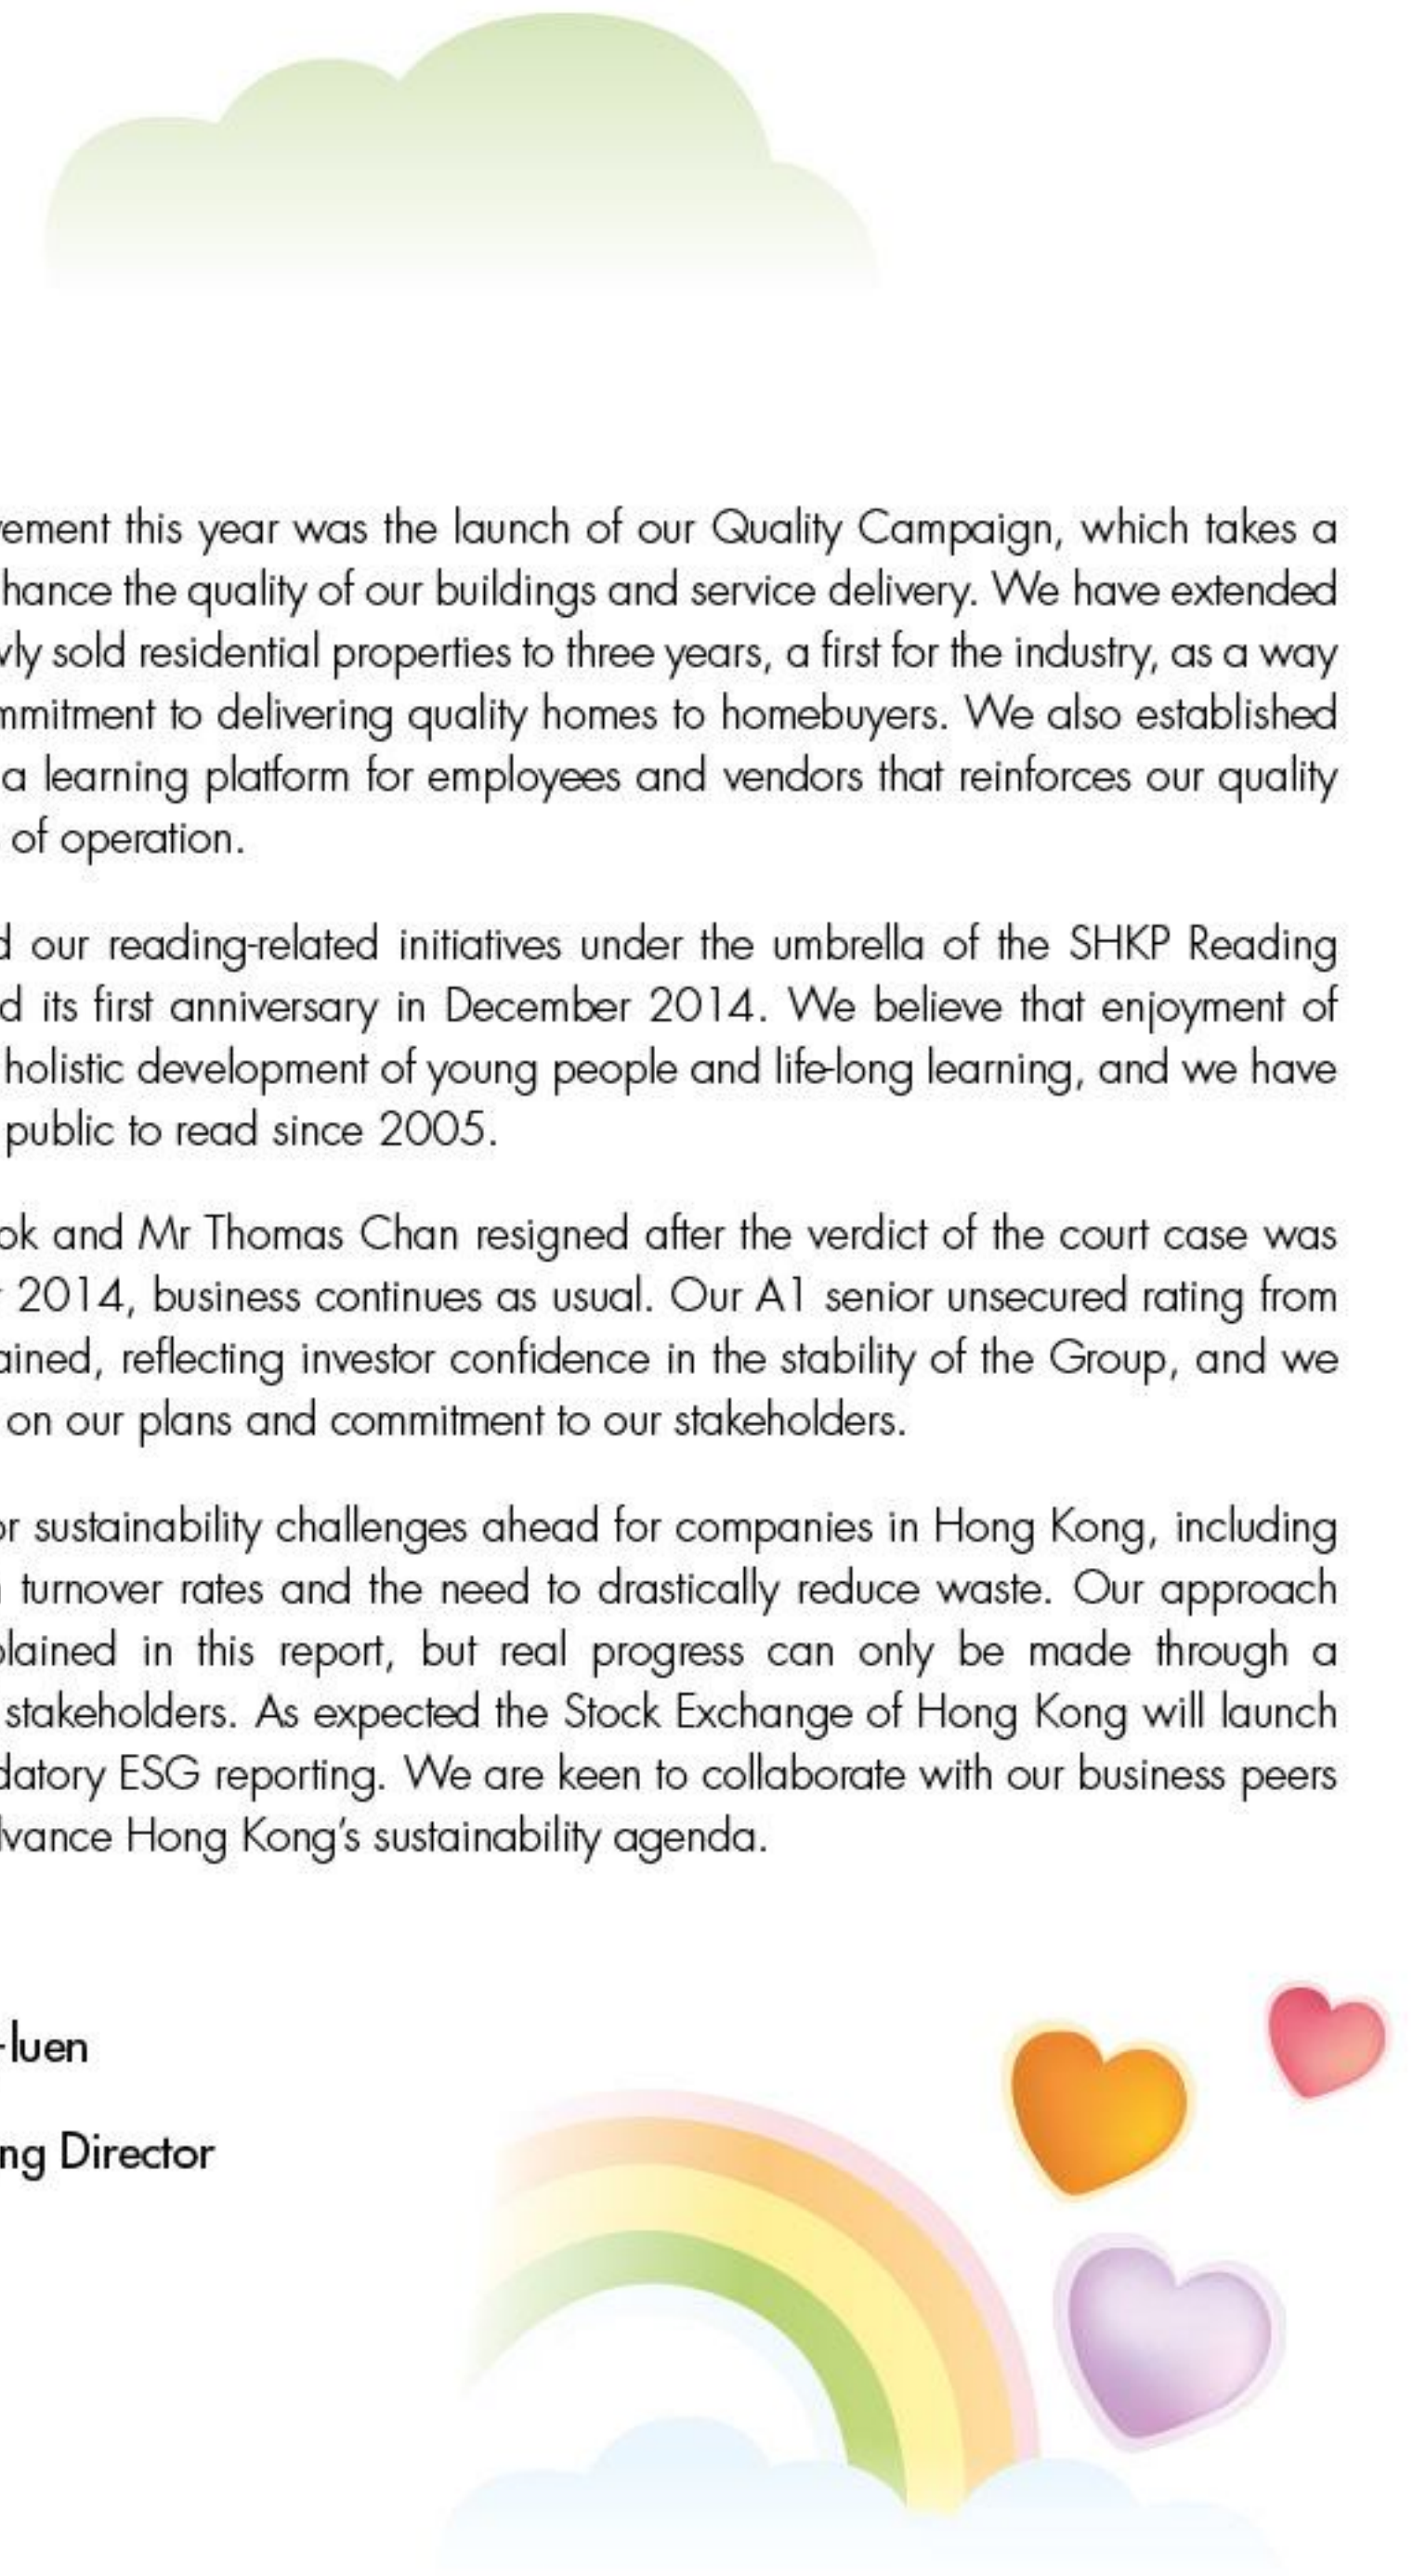 this year was the launch of our Quality Campaign, which takes a
the quality of our buildings and service delivery. We have extended
sold residential properties to three years, a first for the industry, as a way
to delivering quality homes to homebuyers. We also established
a learning platform for employees and vendors that reinforces our quality
of operation.
our reading-related initiatives under the umbrella of the SHKP Reading
its first anniversary in December 2014. We believe that enjoyment of
holistic development of young people and life-long learning, and we have
public to read since 2005.
and Mr Thomas Chan resigned after the verdict of the court case was
2014, business continues as usual. Our A1 senior unsecured rating from
reflecting investor confidence in the stability of the Group, and we
on our plans and commitment to our stakeholders.
sustainability challenges ahead for companies in Hong Kong, including
turnover rates and the need to drastically reduce waste. Our approach
in this report, but real progress can only be made through a
stakeholders. As expected the Stock Exchange of Hong Kong will launch
ESG reporting. We are keen to collaborate with our business peers
Hong Kong's sustainability agenda.
-luen
Director